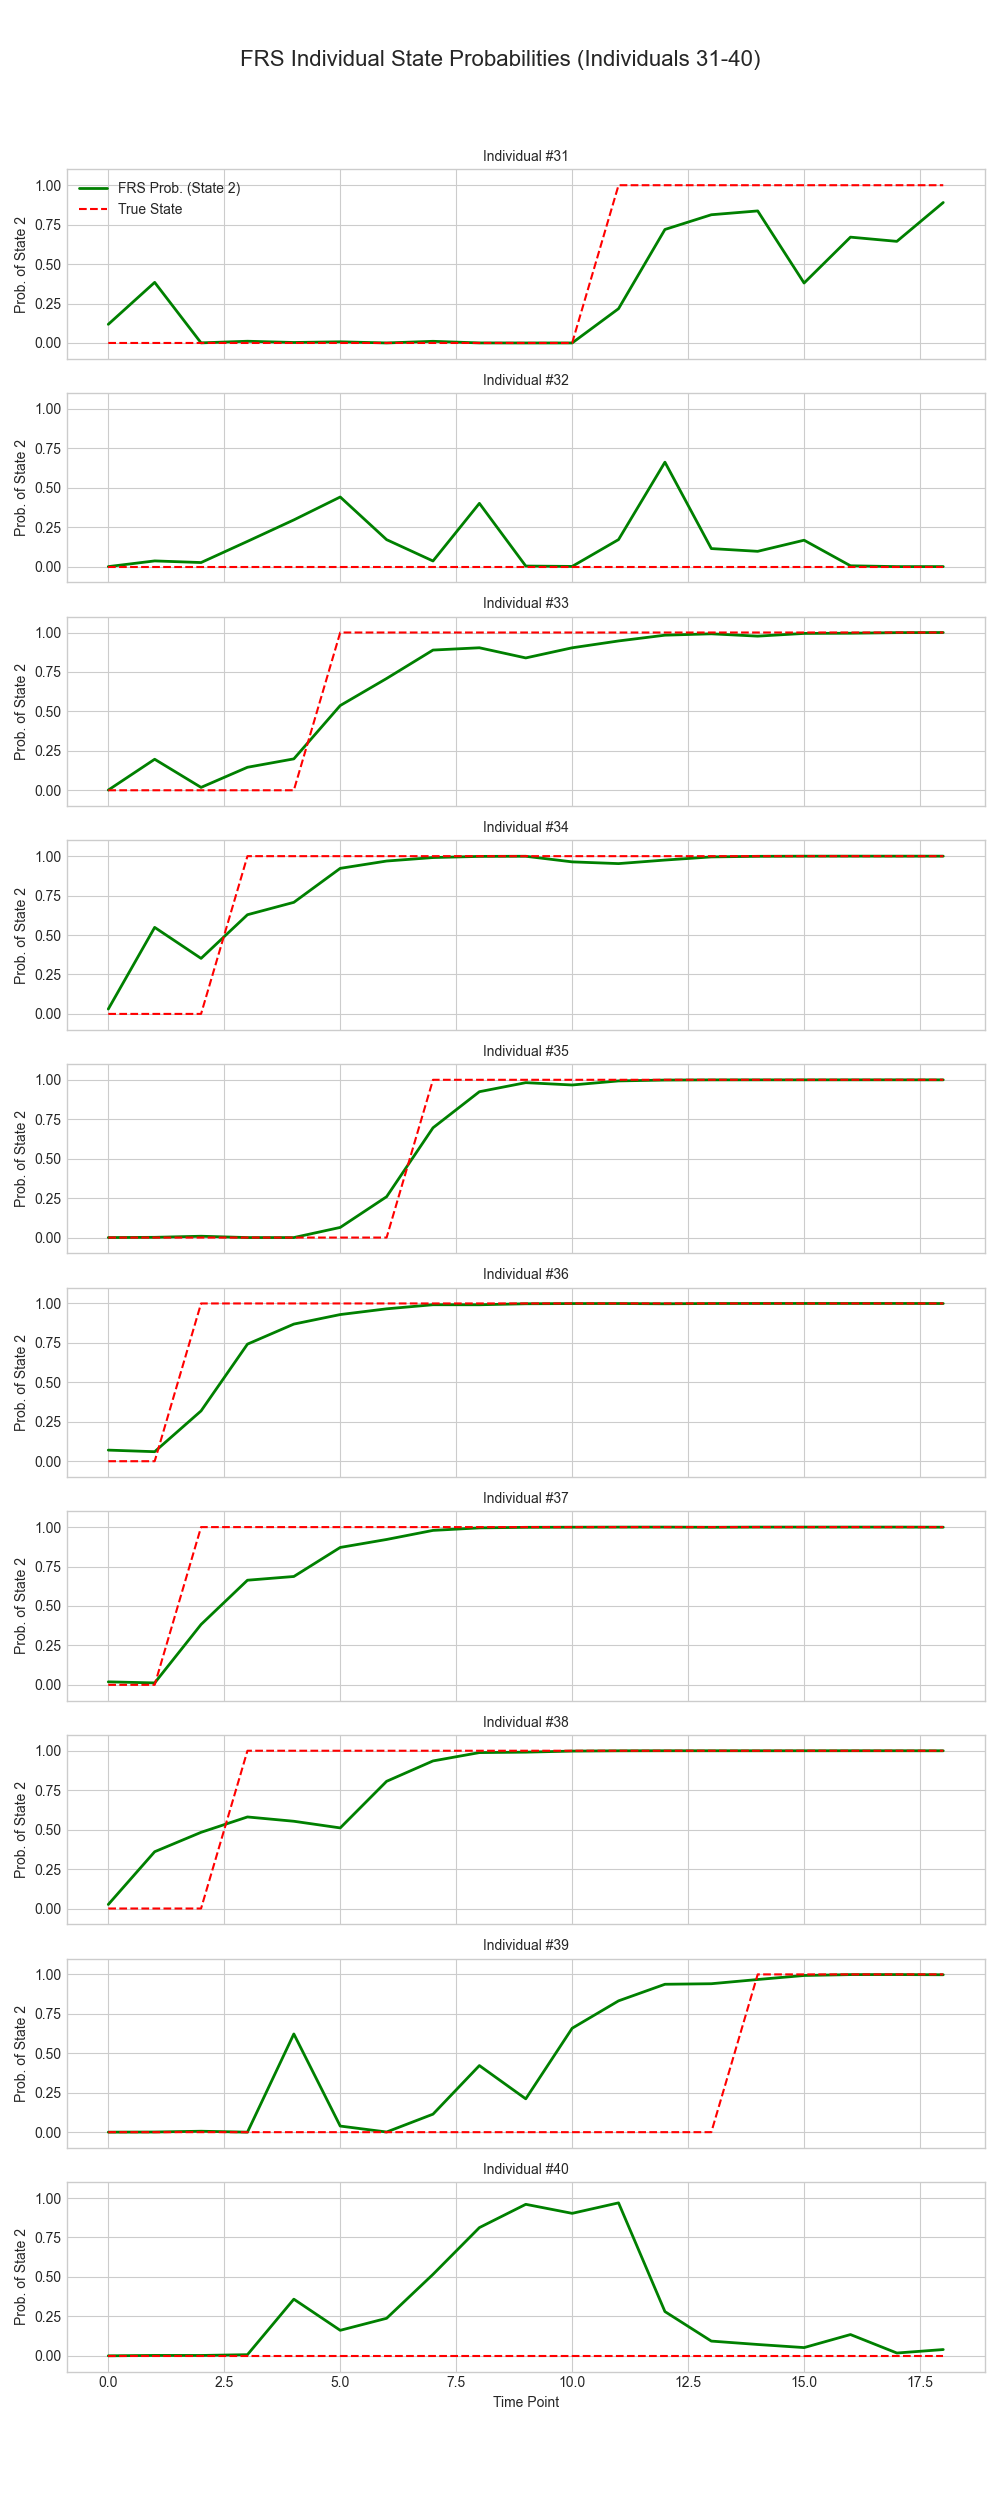 FRS Individual State Probabilities (Individuals 31-40)
Individual #31
1.00
0.75
0.50
0.25
0.00
Prob. of State 2
FRS Prob. (State 2)
True State
Individual #32
1.00
0.75
0.50
0.25
0.00
Prob. of State 2
Individual #33
1.00
0.75
0.50
0.25
0.00
Prob. of State 2
Individual #34
1.00
0.75
0.50
0.25
0.00
Prob. of State 2
Individual #35
1.00
0.75
0.50
0.25
0.00
Prob. of State 2
Individual #36
1.00
0.75
0.50
0.25
0.00
Prob. of State 2
Individual #37
1.00
0.75
0.50
0.25
0.00
Prob. of State 2
Individual #38
1.00
0.75
0.50
0.25
0.00
Prob. of State 2
Individual #39
1.00
0.75
0.50
0.25
0.00
Prob. of State 2
Individual #40
1.00
0.75
0.50
0.25
0.00
Prob. of State 2
0.0 2.5 5.0 7.5 10.0 12.5 15.0 17.5
Time Point